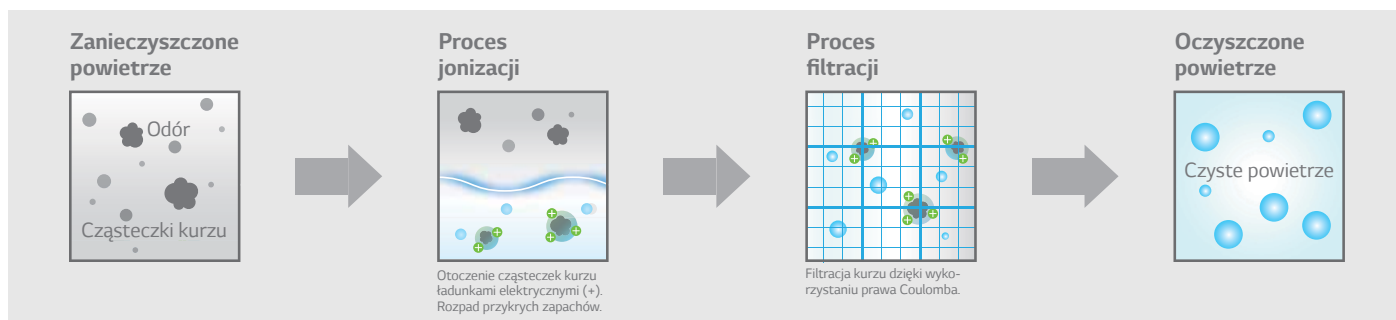 Zanieczyszczone
powietrze
Odór
Cząsteczki kurzu
Proces
jonizacji
Otoczenie cząsteczek kurzu
ładunkami elektrycznymi (+).
Rozpad przykrych zapachów.
Proces
filtracji
Filtracja kurzu dzięki wyko-
rzystaniu prawa Coulomba.
Oczyszczone
powietrze
Czyste powietrze